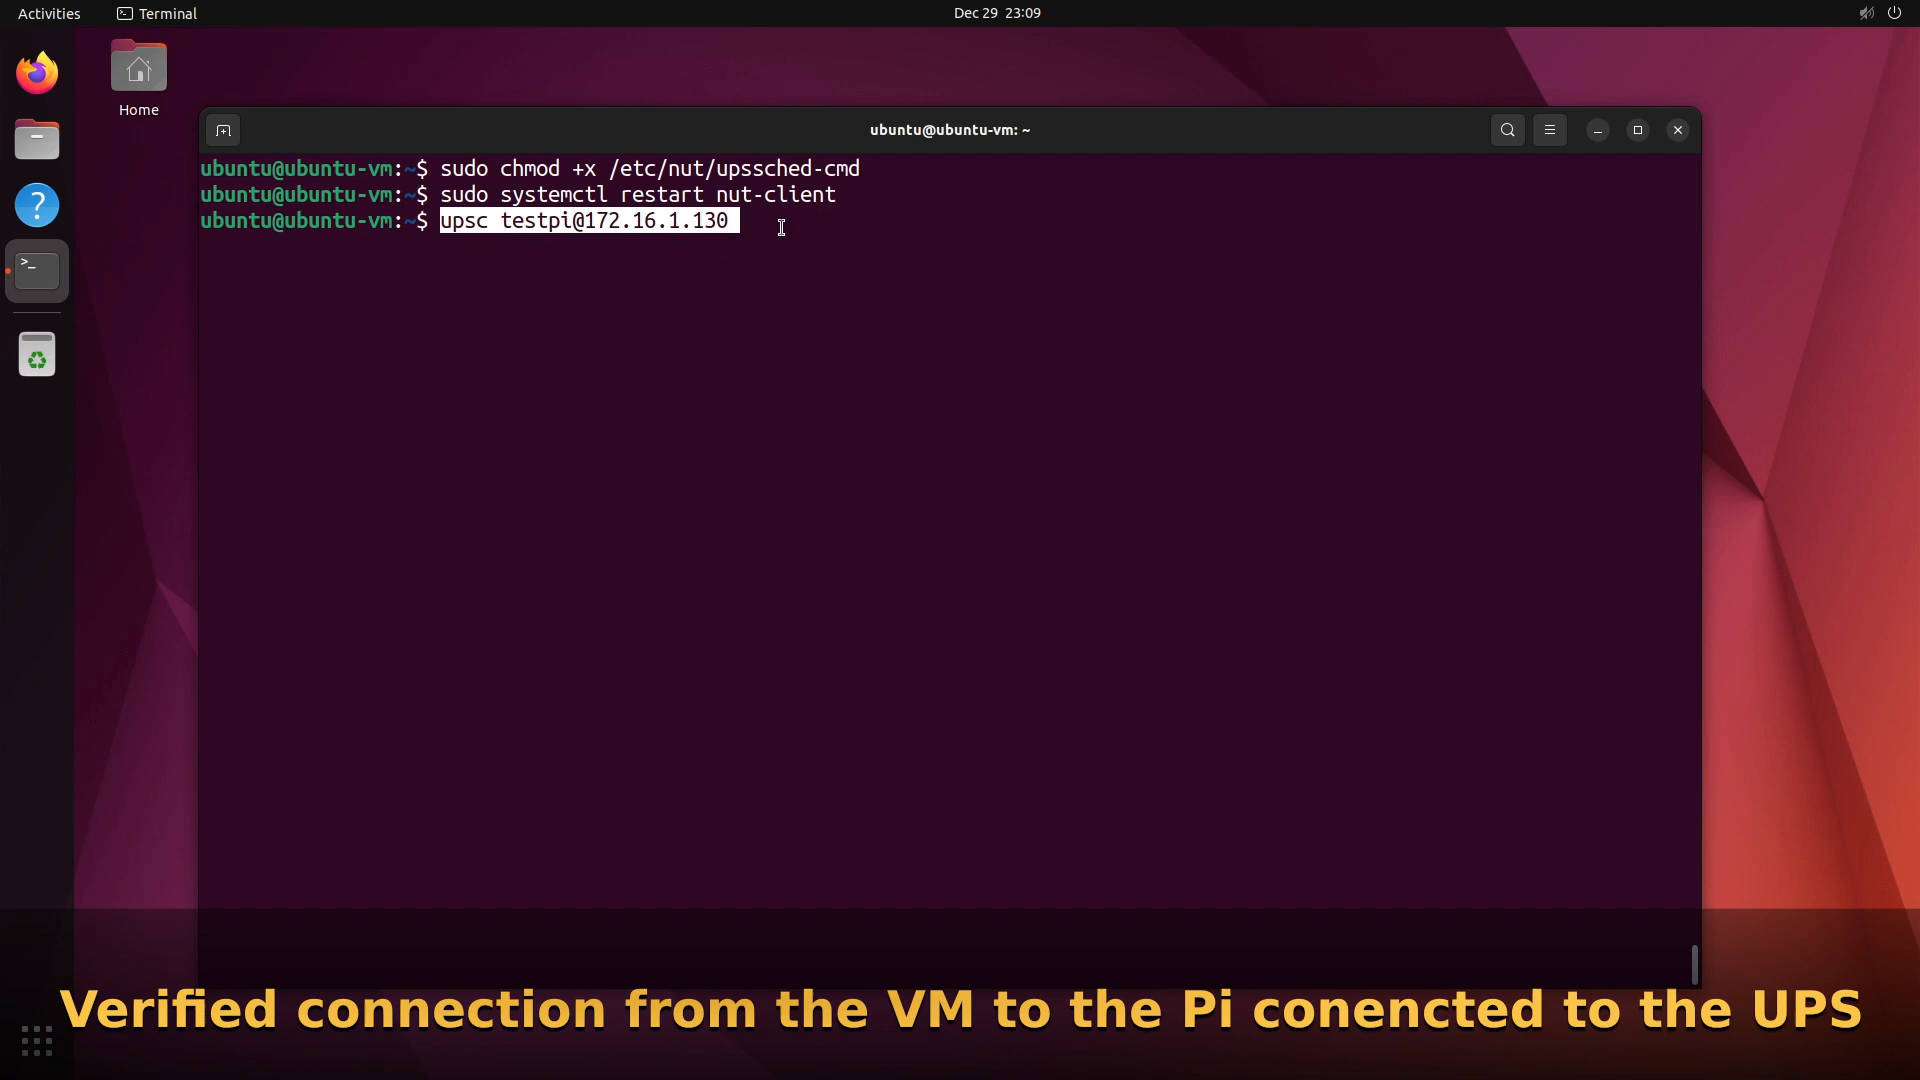 Activities Terminal Dec 29 23:09
Home
ubuntu@ubuntu-vm: ~
ubuntu@ubuntu-vm:~$ sudo chmod +x /etc/nut/upssched-cmd
ubuntu@ubuntu-vm:~$ sudo systemctl restart nut-client
ubuntu@ubuntu-vm:~$ upsc testpi@172.16.1.130
Verified connection from the VM to the Pi conencted to the UPS